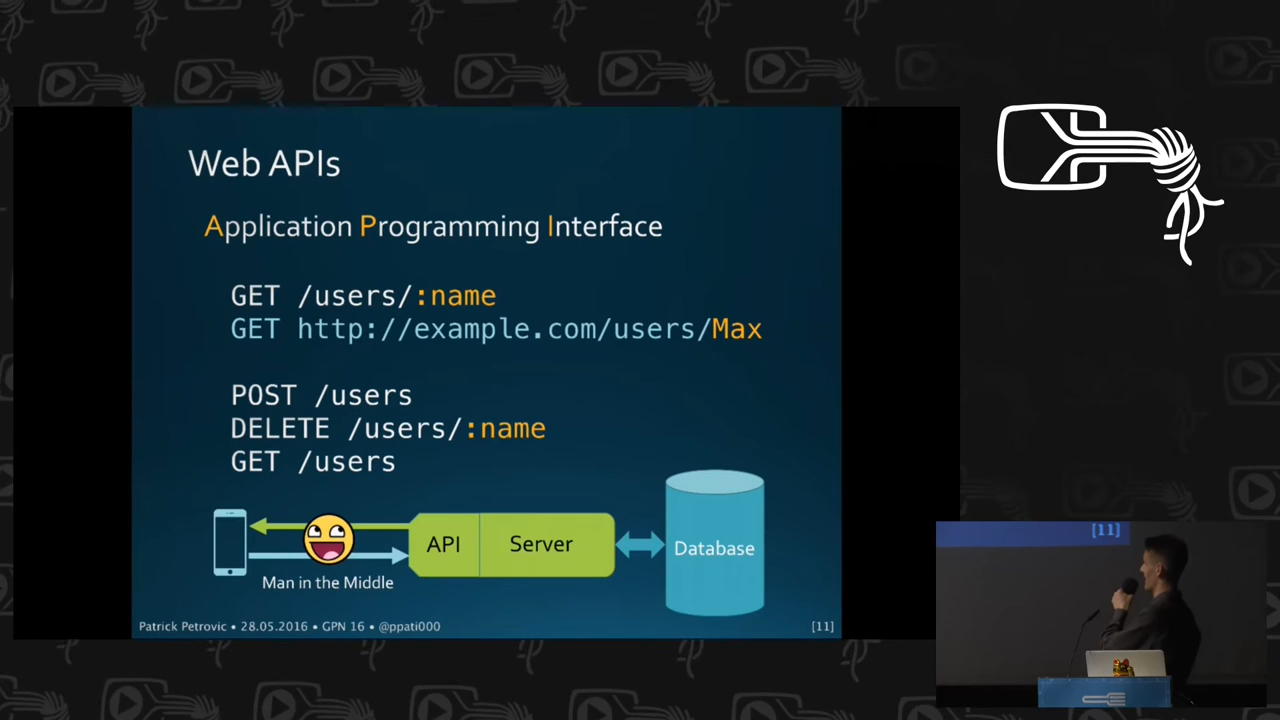 Web APIs
Application Programming Interface
GET /users/:name
GET http://example.com/users/Max
POST /users
DELETE /users/:name
GET /users
API
Server
Database
Man in the Middle
Patrick Petrovic • 28.05.2016 • GPN 16 • @ppati000
[11]
[11]